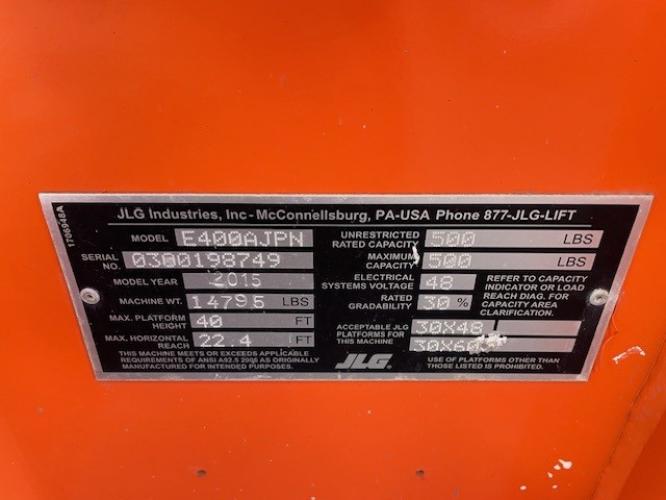 1706948A
JLG Industries, Inc - McConnellsburg, PA-USA Phone 877-JLG-LIFT
MODEL E400AJPN
SERIAL NO. 0300198749
MODEL YEAR 2015
MACHINE WT. 14795 LBS
MAX. PLATFORM HEIGHT 40 FT
MAX. HORIZONTAL REACH 22.4 FT
THIS MACHINE MEETS OR EXCEEDS APPLICABLE
REQUIREMENTS OF ANSI A92.5 2006 AS ORIGINALLY
MANUFACTURED FOR INTENDED PURPOSES.
UNRESTRICTED RATED CAPACITY 500 LBS
MAXIMUM CAPACITY 500 LBS
ELECTRICAL SYSTEMS VOLTAGE 48
RATED GRADABILITY 30 %
REFER TO CAPACITY
INDICATOR OR LOAD
REACH DIAG. FOR
CAPACITY AREA
CLARIFICATION.
ACCEPTABLE JLG PLATFORMS FOR THIS MACHINE
30X48
30X60
JLG.
USE OF PLATFORMS OTHER THAN
THOSE LISTED IS PROHIBITED.